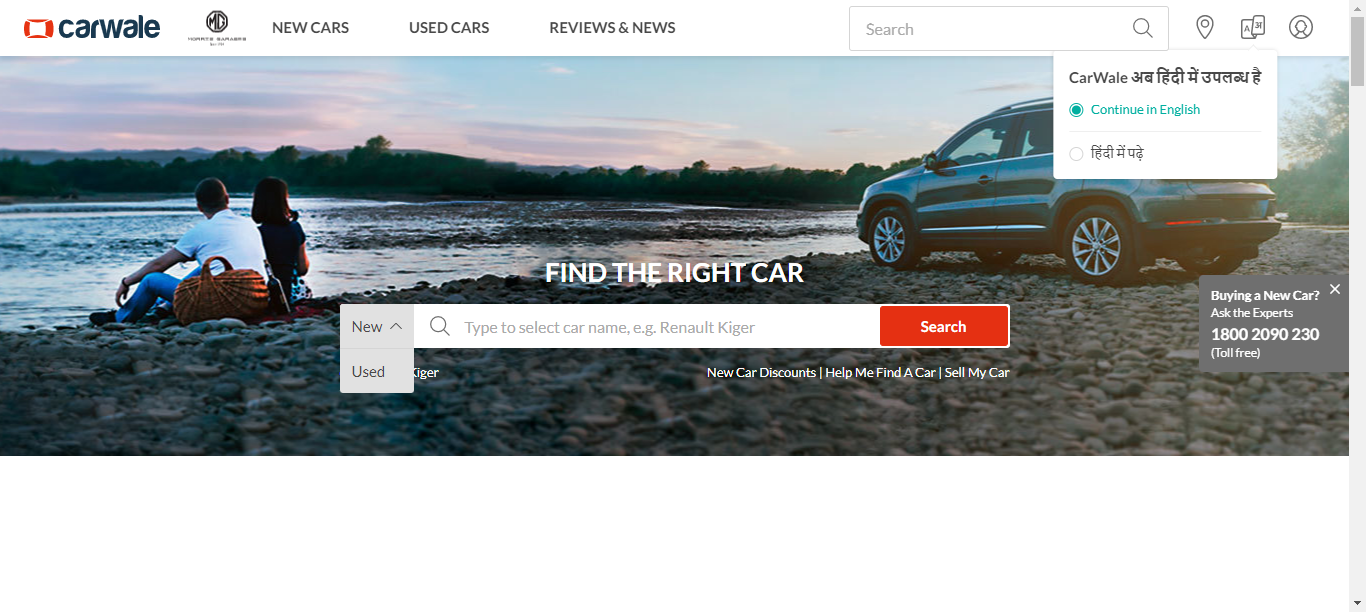 carwale
MG
MORRIS GARAGES
NEW CARS
USED CARS
REVIEWS & NEWS
Search
CarWale अब हिंदी में उपलब्ध है
Continue in English
हिंदी में पढ़े
FIND THE RIGHT CAR
New
Type to select car name, e.g. Renault Kiger
Search
Used
Kiger
New Car Discounts | Help Me Find A Car | Sell My Car
Buying a New Car?
Ask the Experts
1800 2090 230
(Toll free)